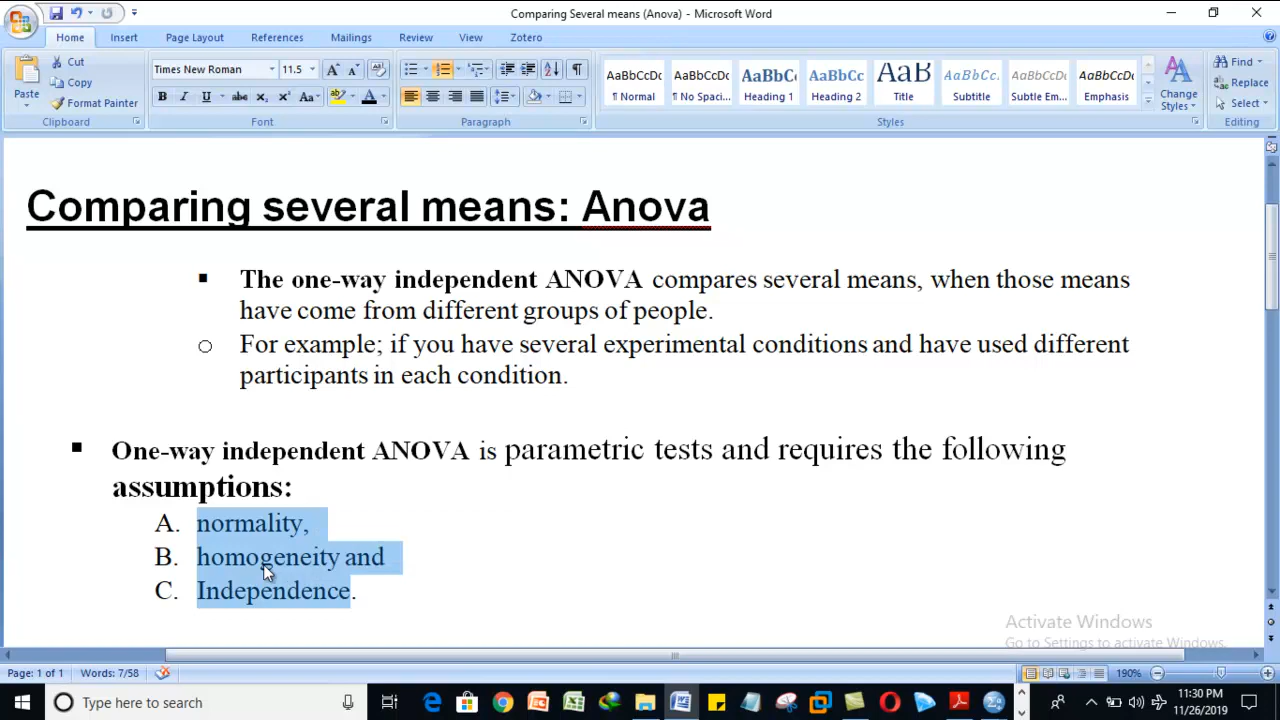 Comparing Several means (Anova) - Microsoft Word
Home Insert Page Layout References Mailings Review View Zotero
Paste
Cut
Copy
Format Painter
Clipboard
Times New Roman 11.5
Font
Paragraph
AaBbCcDc AaBbCcDc AaBbCc AaBbCc AaB AaBbCc. AaBbCcDc AaBbCcDc
¶ Normal ¶ No Spaci... Heading 1 Heading 2 Title Subtitle Subtle Em... Emphasis
Change Styles
Styles
Find
Replace
Select
Editing
Comparing several means: Anova
▪ The one-way independent ANOVA compares several means, when those means
have come from different groups of people.
o For example; if you have several experimental conditions and have used different
participants in each condition.
▪ One-way independent ANOVA is parametric tests and requires the following
assumptions:
A. normality,
B. homogeneity and
C. Independence.
Activate Windows
Go to Settings to activate Windows.
Page: 1 of 1 Words: 7/58 190%
Type here to search
11:30 PM
11/26/2019